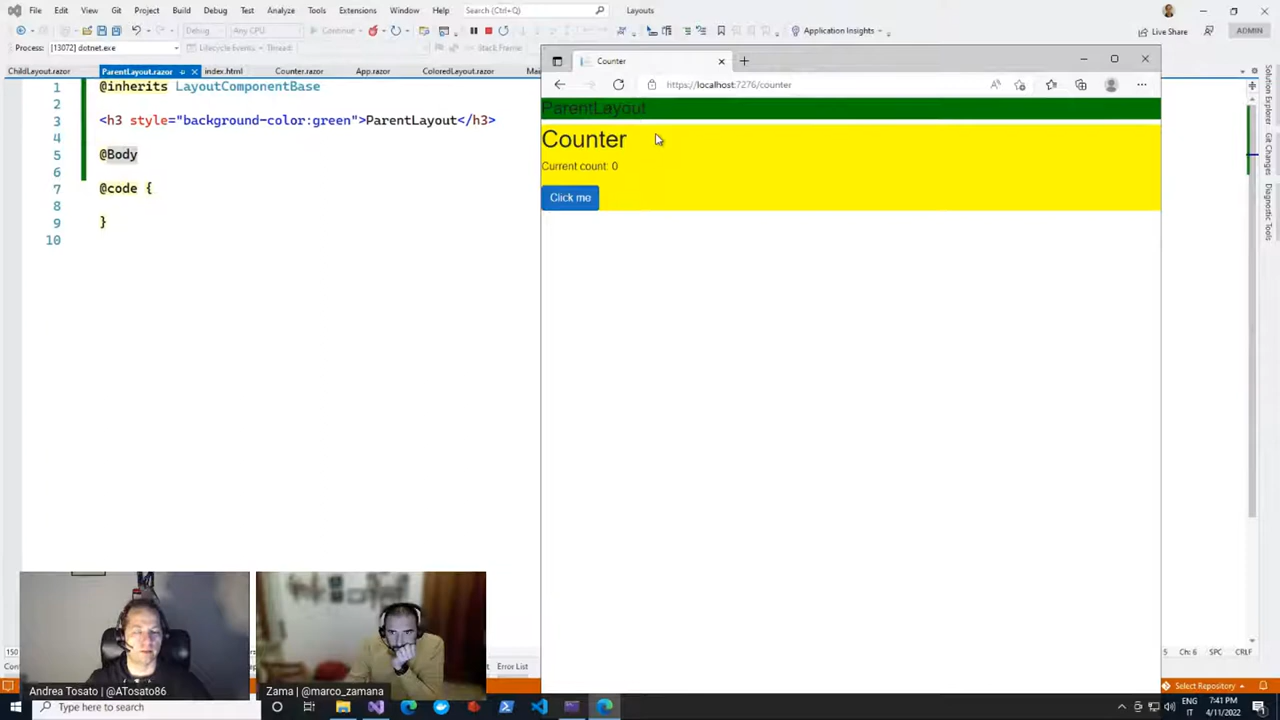 File Edit View Git Project Build Debug Test Analyze Tools Extensions Window Help Search (Ctrl+Q) Layouts
Debug Any CPU Continue Application Insights Live Share ADMIN
Process: [13072] dotnet.exe Lifecycle Events Thread Stack Frame
ChildLayout.razor ParentLayout.razor index.html Counter.razor App.razor ColoredLayout.razor
1 @inherits LayoutComponentBase
2
3 <h3 style="background-color:green">ParentLayout</h3>
4
5 @Body
6
7 @code {
8
9 }
10
Counter
https://localhost:7276/counter
ParentLayout
Counter
Current count: 0
Click me
Solution Explorer
Git Changes
Diagnostic Tools
Ch: 6 SPC CRLF
Error List
Select Repository
Andrea Tosato | @ATosato86
Zama | @marco_zamana
Type here to search
ENG
IT
7:41 PM
4/11/2022